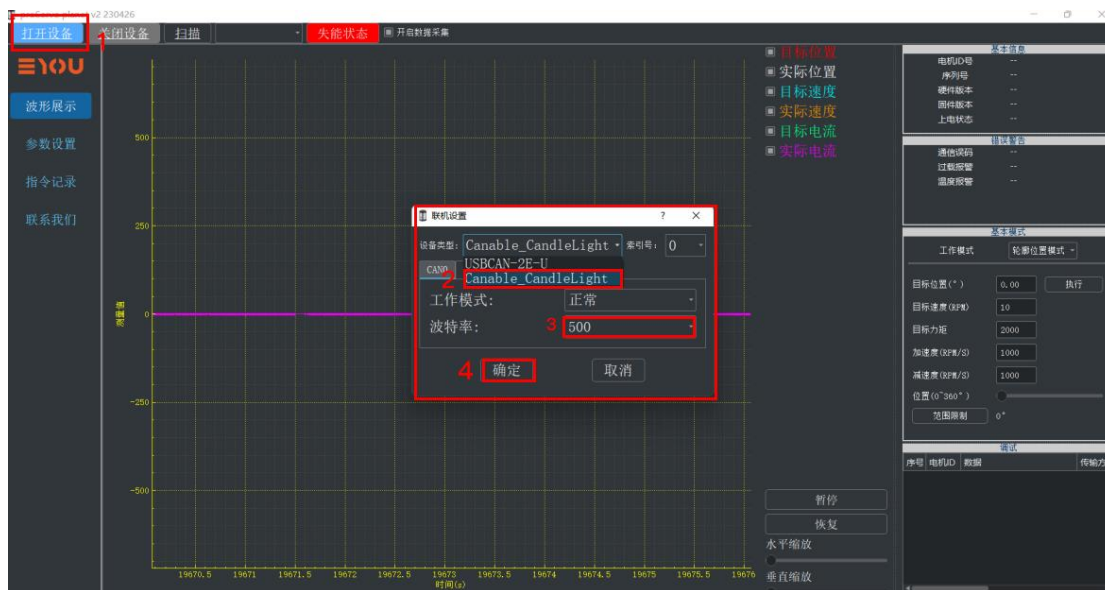 proServo planet v2 230426
打开设备 1 关闭设备 扫描 失能状态 开启数据采集
EYOU
波形展示
参数设置
指令记录
联系我们
测量值
500
250
0
-250
-500
19670.5 19671 19671.5 19672 19672.5 19673 19673.5 19674 19674.5 19675 19675.5 19676
时间(s)
目标位置
实际位置
目标速度
实际速度
目标电流
实际电流
联机设置 ? ×
设备类型: Canable_CandleLight 索引号: 0
USBCAN-2E-U
CAN0 2 Canable_CandleLight
工作模式: 正常
波特率: 3 500
4 确定 取消
暂停
恢复
水平缩放
垂直缩放
基本信息
电机ID号 --
序列号 --
硬件版本 --
固件版本 --
上电状态 --
错误警告
通信误码 --
过载报警 --
温度报警 --
基本模式
工作模式 轮廓位置模式
目标位置(°) 0.00 执行
目标速度(RPM) 10
目标力矩 2000
加速度(RPM/S) 1000
减速度(RPM/S) 1000
位置(0~360°)
范围限制 0°
调试
序号 电机ID 数据 传输方